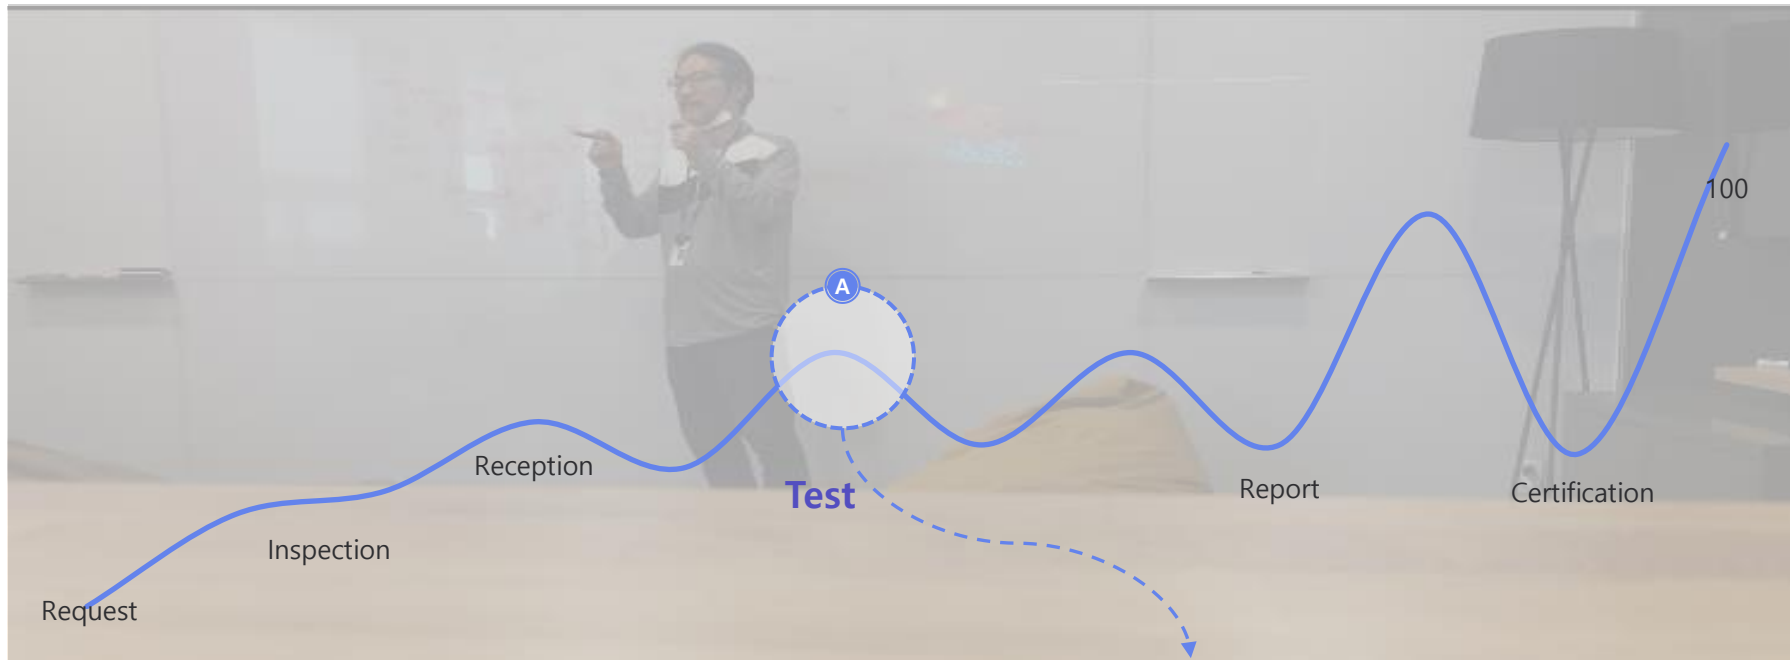 A
100
Reception
Test
Report
Certification
Inspection
Request